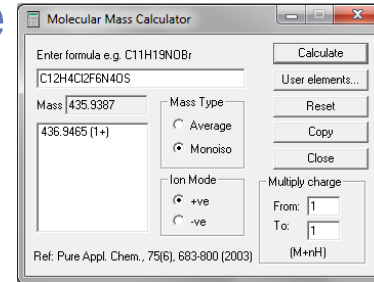 e
Molecular Mass Calculator
Enter formula e.g. C11H19NOBr
C12H4Cl2F6N4OS
Mass 435.9387
436.9465 (1+)
Mass Type
Average
Monoiso
Ion Mode
+ve
-ve
Calculate
User elements...
Reset
Copy
Close
Multiply charge
From: 1
To: 1
(M+nH)
Ref: Pure Appl. Chem., 75(6), 683-800 (2003)